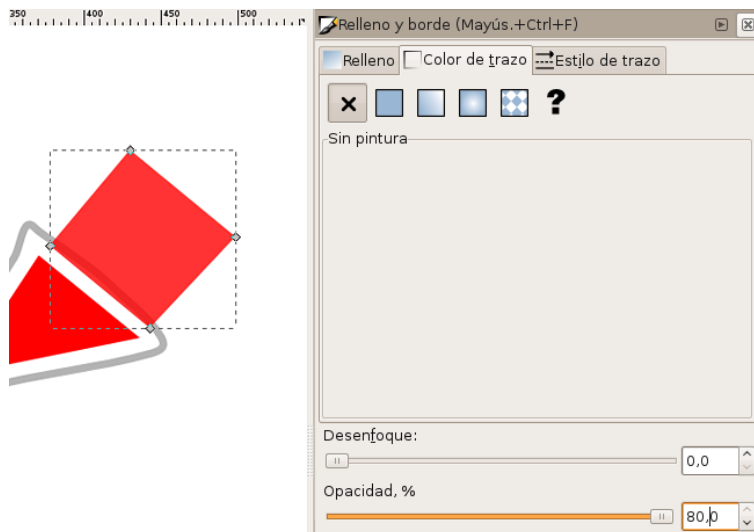 350 400 450 500
Relleno y borde (Mayús.+Ctrl+F)
Relleno Color de trazo Estilo de trazo
?
Sin pintura
Desenfoque:
0,0
Opacidad, %
80,0